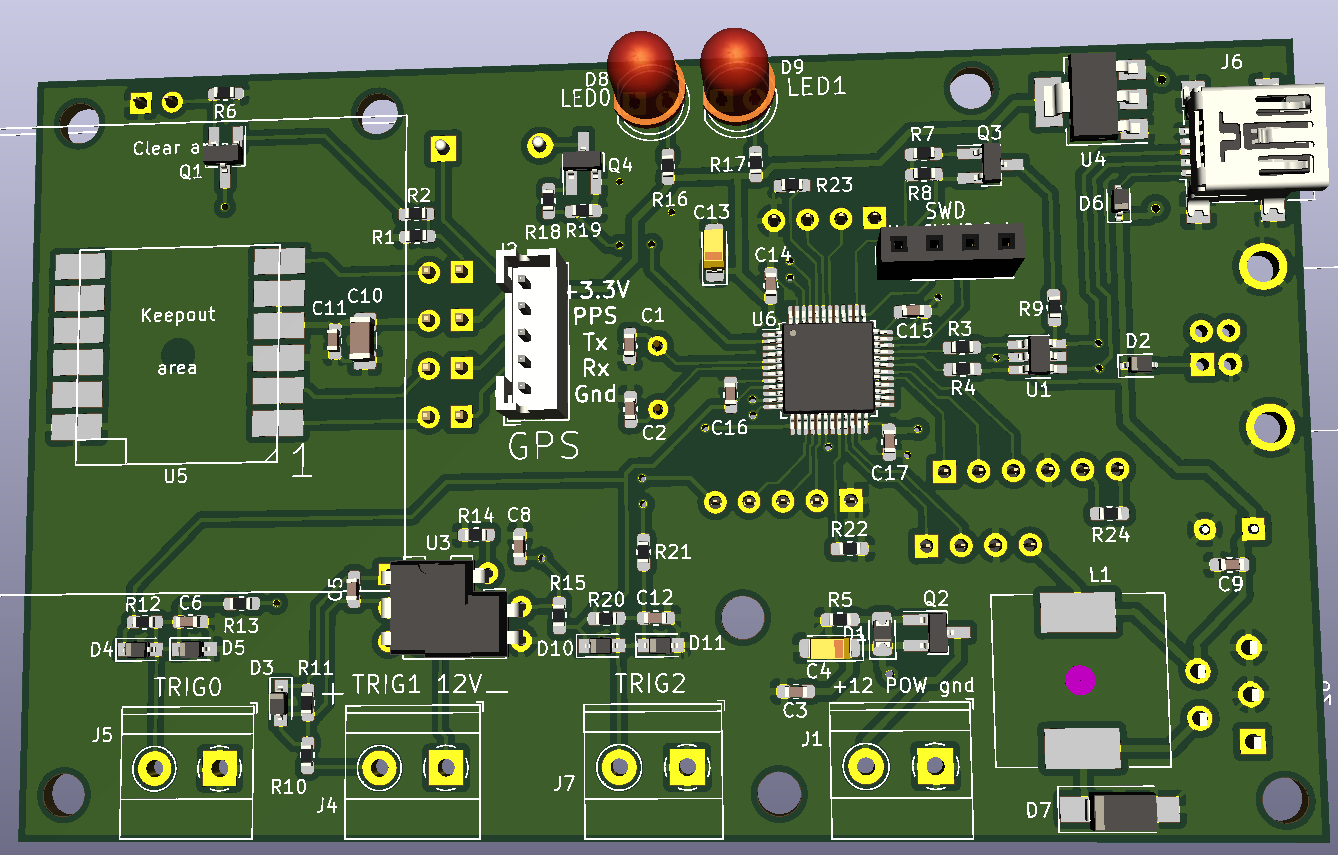 J6
D8
LED0
D9
LED1
R6
Clear a
Q1
Q4
R16
R17
R7
Q3
R8
U4
R23
SWD
D6
R2
R1
R18
R19
C13
C14
+3.3V
PPS
Tx
Rx
Gnd
GPS
Keepout
area
C11
C10
C1
C2
U6
C15
R9
R3
R4
U1
D2
C16
C17
U5
1
R14
C8
U3
R21
R22
R24
C9
C5
R15
R12
C6
R13
D4
D5
R20
C12
D10
D11
R5
D1
Q2
L1
C4
C3
D3
R11
TRIG0
+
TRIG1
12V
TRIG2
+12
POW
gnd
J5
R10
J4
J7
J1
D7